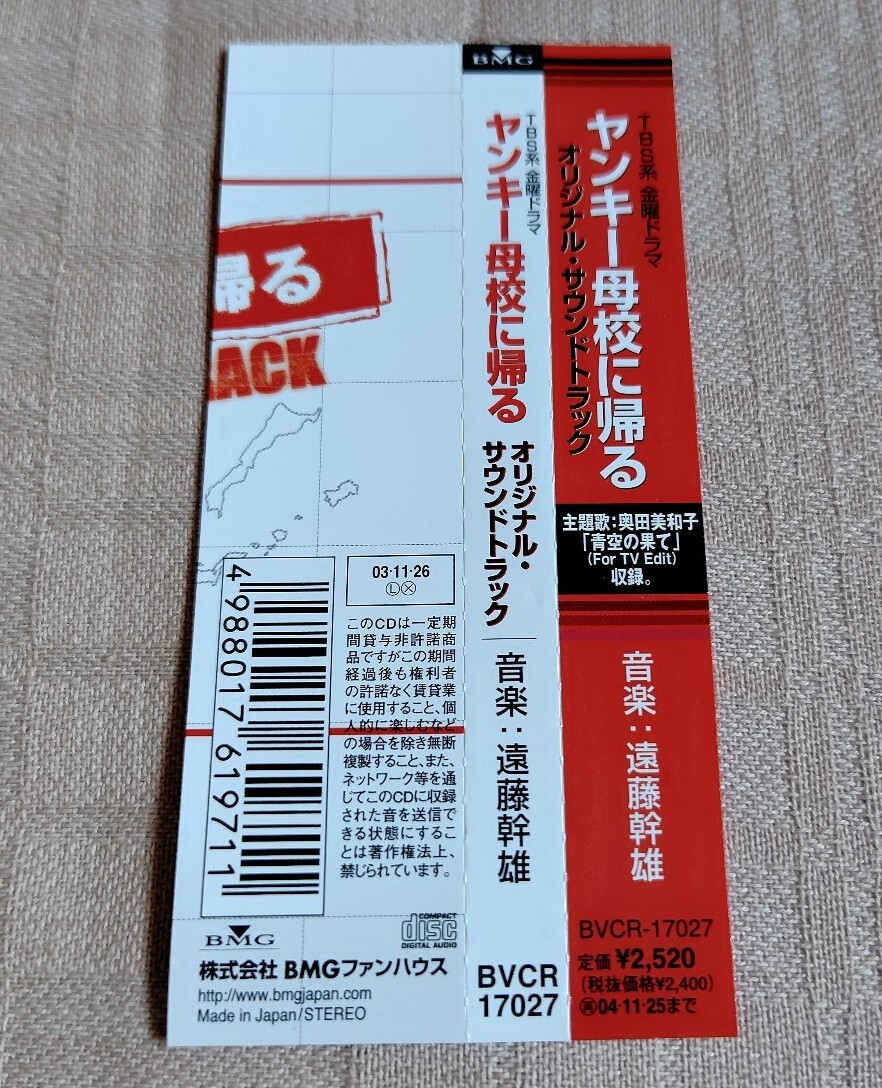 帰る
ACK
4988017 619711
03・11・26
Ⓛ Ⓧ
このCDは一定期
間貸与非許諾商
品ですがこの期間
経過後も権利者
の許諾なく賃貸業
に使用すること、個
人的に楽しむなど
の場合を除き無断
複製すること、また、
ネットワーク等を通
じてこのCDに収録
された音を送信で
きる状態にするこ
とは著作権法上、
禁じられています。
BMG
COMPACT
disc
DIGITAL AUDIO
株式会社 BMGファンハウス
http://www.bmgjapan.com
Made in Japan/STEREO
TBS系 金曜ドラマ
ヤンキー母校に帰る
オリジナル・
サウンドトラック
音楽：遠藤幹雄
BVCR
17027
BMG
TBS系 金曜ドラマ
ヤンキー母校に帰る
オリジナル・サウンドトラック
主題歌：奥田美和子
「青空の果て」
(For TV Edit)
収録。
音楽：遠藤幹雄
BVCR-17027
定価 ¥2,520
(税抜価格¥2,400)
㋐04・11・25まで